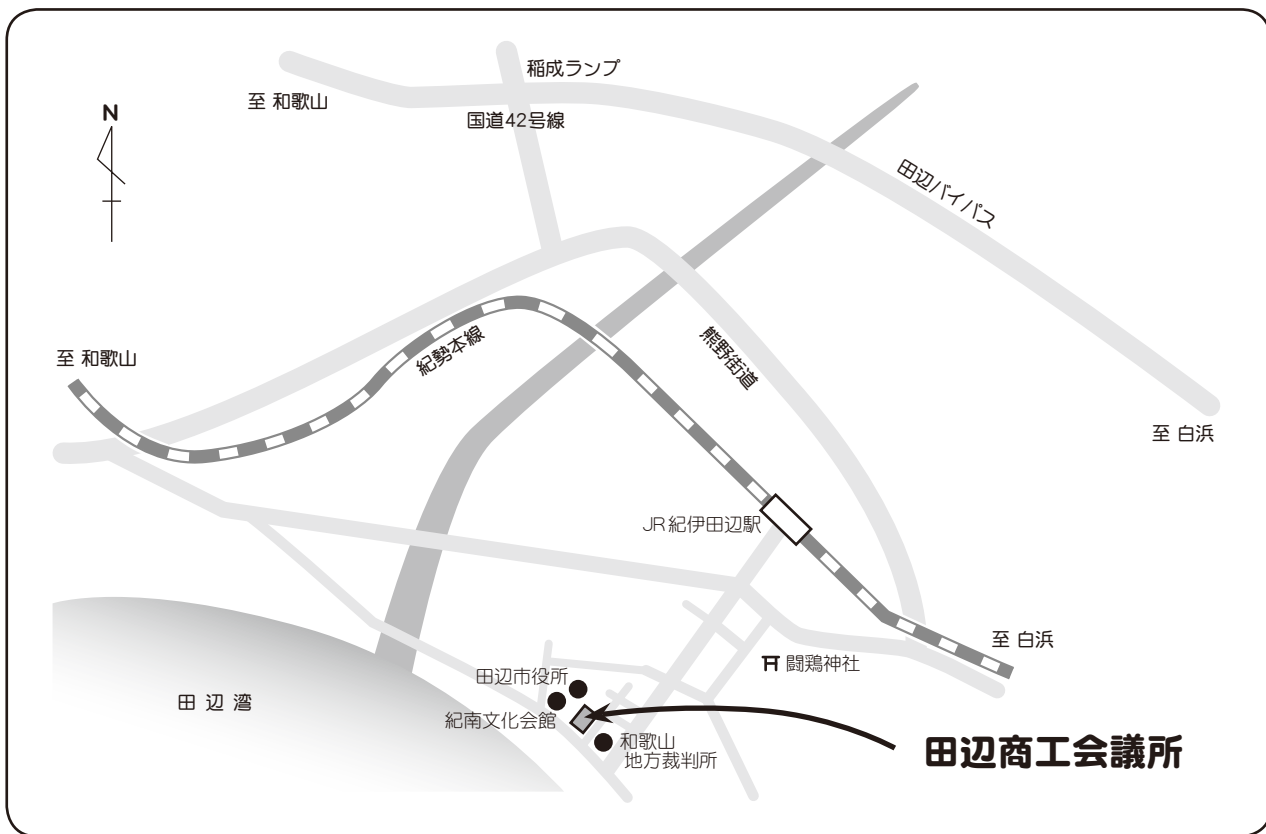 稲成ランプ
至 和歌山
N
国道42号線
田辺バイパス
至 和歌山
紀勢本線
熊野街道
至 白浜
JR紀伊田辺駅
至 白浜
闘鶏神社
田辺市役所
田辺湾
紀南文化会館
和歌山
地方裁判所
田辺商工会議所